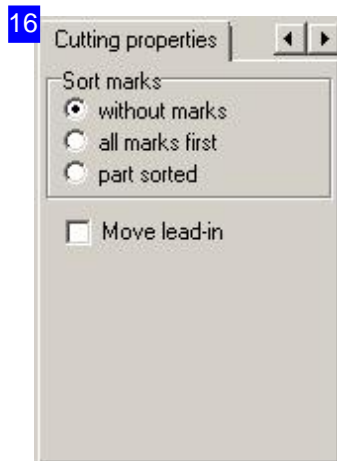 16
Cutting properties
Sort marks
without marks
all marks first
part sorted
Move lead-in